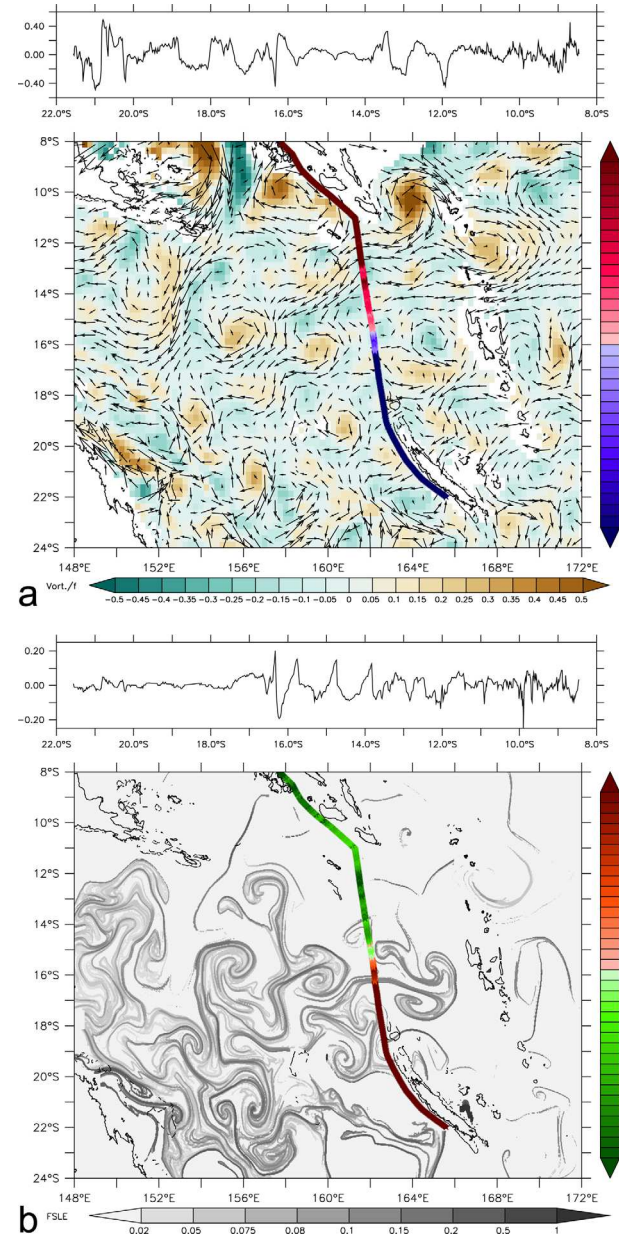 0.40
0.00
−0.40
22.0°S 20.0°S 18.0°S 16.0°S 14.0°S 12.0°S 10.0°S 8.0°S
8°S
10°S
12°S
14°S
16°S
18°S
20°S
22°S
24°S
148°E 152°E 156°E 160°E 164°E 168°E 172°E
a Vort./f -0.5 -0.45 -0.4 -0.35 -0.3 -0.25 -0.2 -0.15 -0.1 -0.05 0 0.05 0.1 0.15 0.2 0.25 0.3 0.35 0.4 0.45 0.5
0.20
0.00
−0.20
22.0°S 20.0°S 18.0°S 16.0°S 14.0°S 12.0°S 10.0°S 8.0°S
8°S
10°S
12°S
14°S
16°S
18°S
20°S
22°S
24°S
148°E 152°E 156°E 160°E 164°E 168°E 172°E
b FSLE 0.02 0.05 0.075 0.08 0.1 0.15 0.2 0.5 1